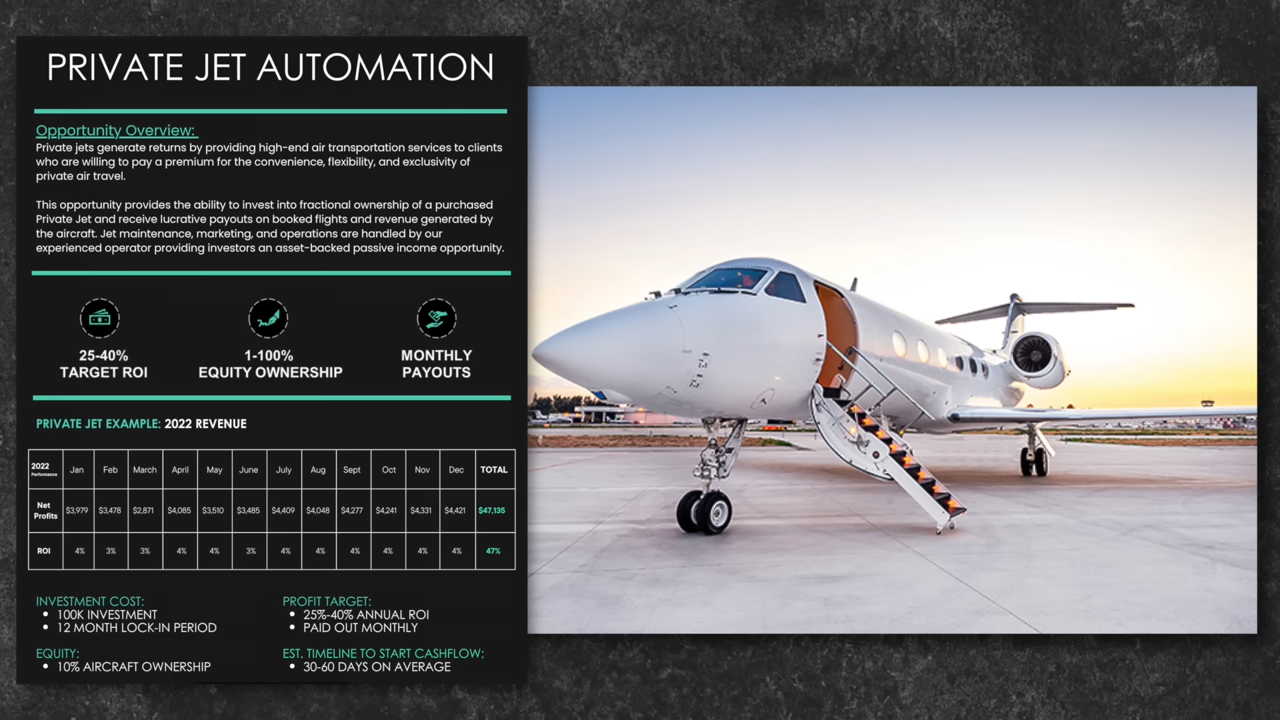 PRIVATE JET AUTOMATION
Opportunity Overview:
Private jets generate returns by providing high-end air transportation services to clients
who are willing to pay a premium for the convenience, flexibility, and exclusivity of
private air travel.
This opportunity provides the ability to invest into fractional ownership of a purchased
Private Jet and receive lucrative payouts on booked flights and revenue generated by
the aircraft. Jet maintenance, marketing, and operations are handled by our
experienced operator providing investors an asset-backed passive income opportunity.
25-40%
TARGET ROI
1-100%
EQUITY OWNERSHIP
MONTHLY
PAYOUTS
PRIVATE JET EXAMPLE: 2022 REVENUE
2022 Performance Jan Feb March April May June July Aug Sept Oct Nov Dec TOTAL
Net Profits $3,979 $3,478 $2,871 $4,085 $3,510 $3,485 $4,409 $4,048 $4,277 $4,241 $4,331 $4,421 $47,135
ROI 4% 3% 3% 4% 4% 3% 4% 4% 4% 4% 4% 4% 47%
INVESTMENT COST:
• 100K INVESTMENT
• 12 MONTH LOCK-IN PERIOD
EQUITY:
• 10% AIRCRAFT OWNERSHIP
PROFIT TARGET:
• 25%-40% ANNUAL ROI
• PAID OUT MONTHLY
EST. TIMELINE TO START CASHFLOW:
• 30-60 DAYS ON AVERAGE